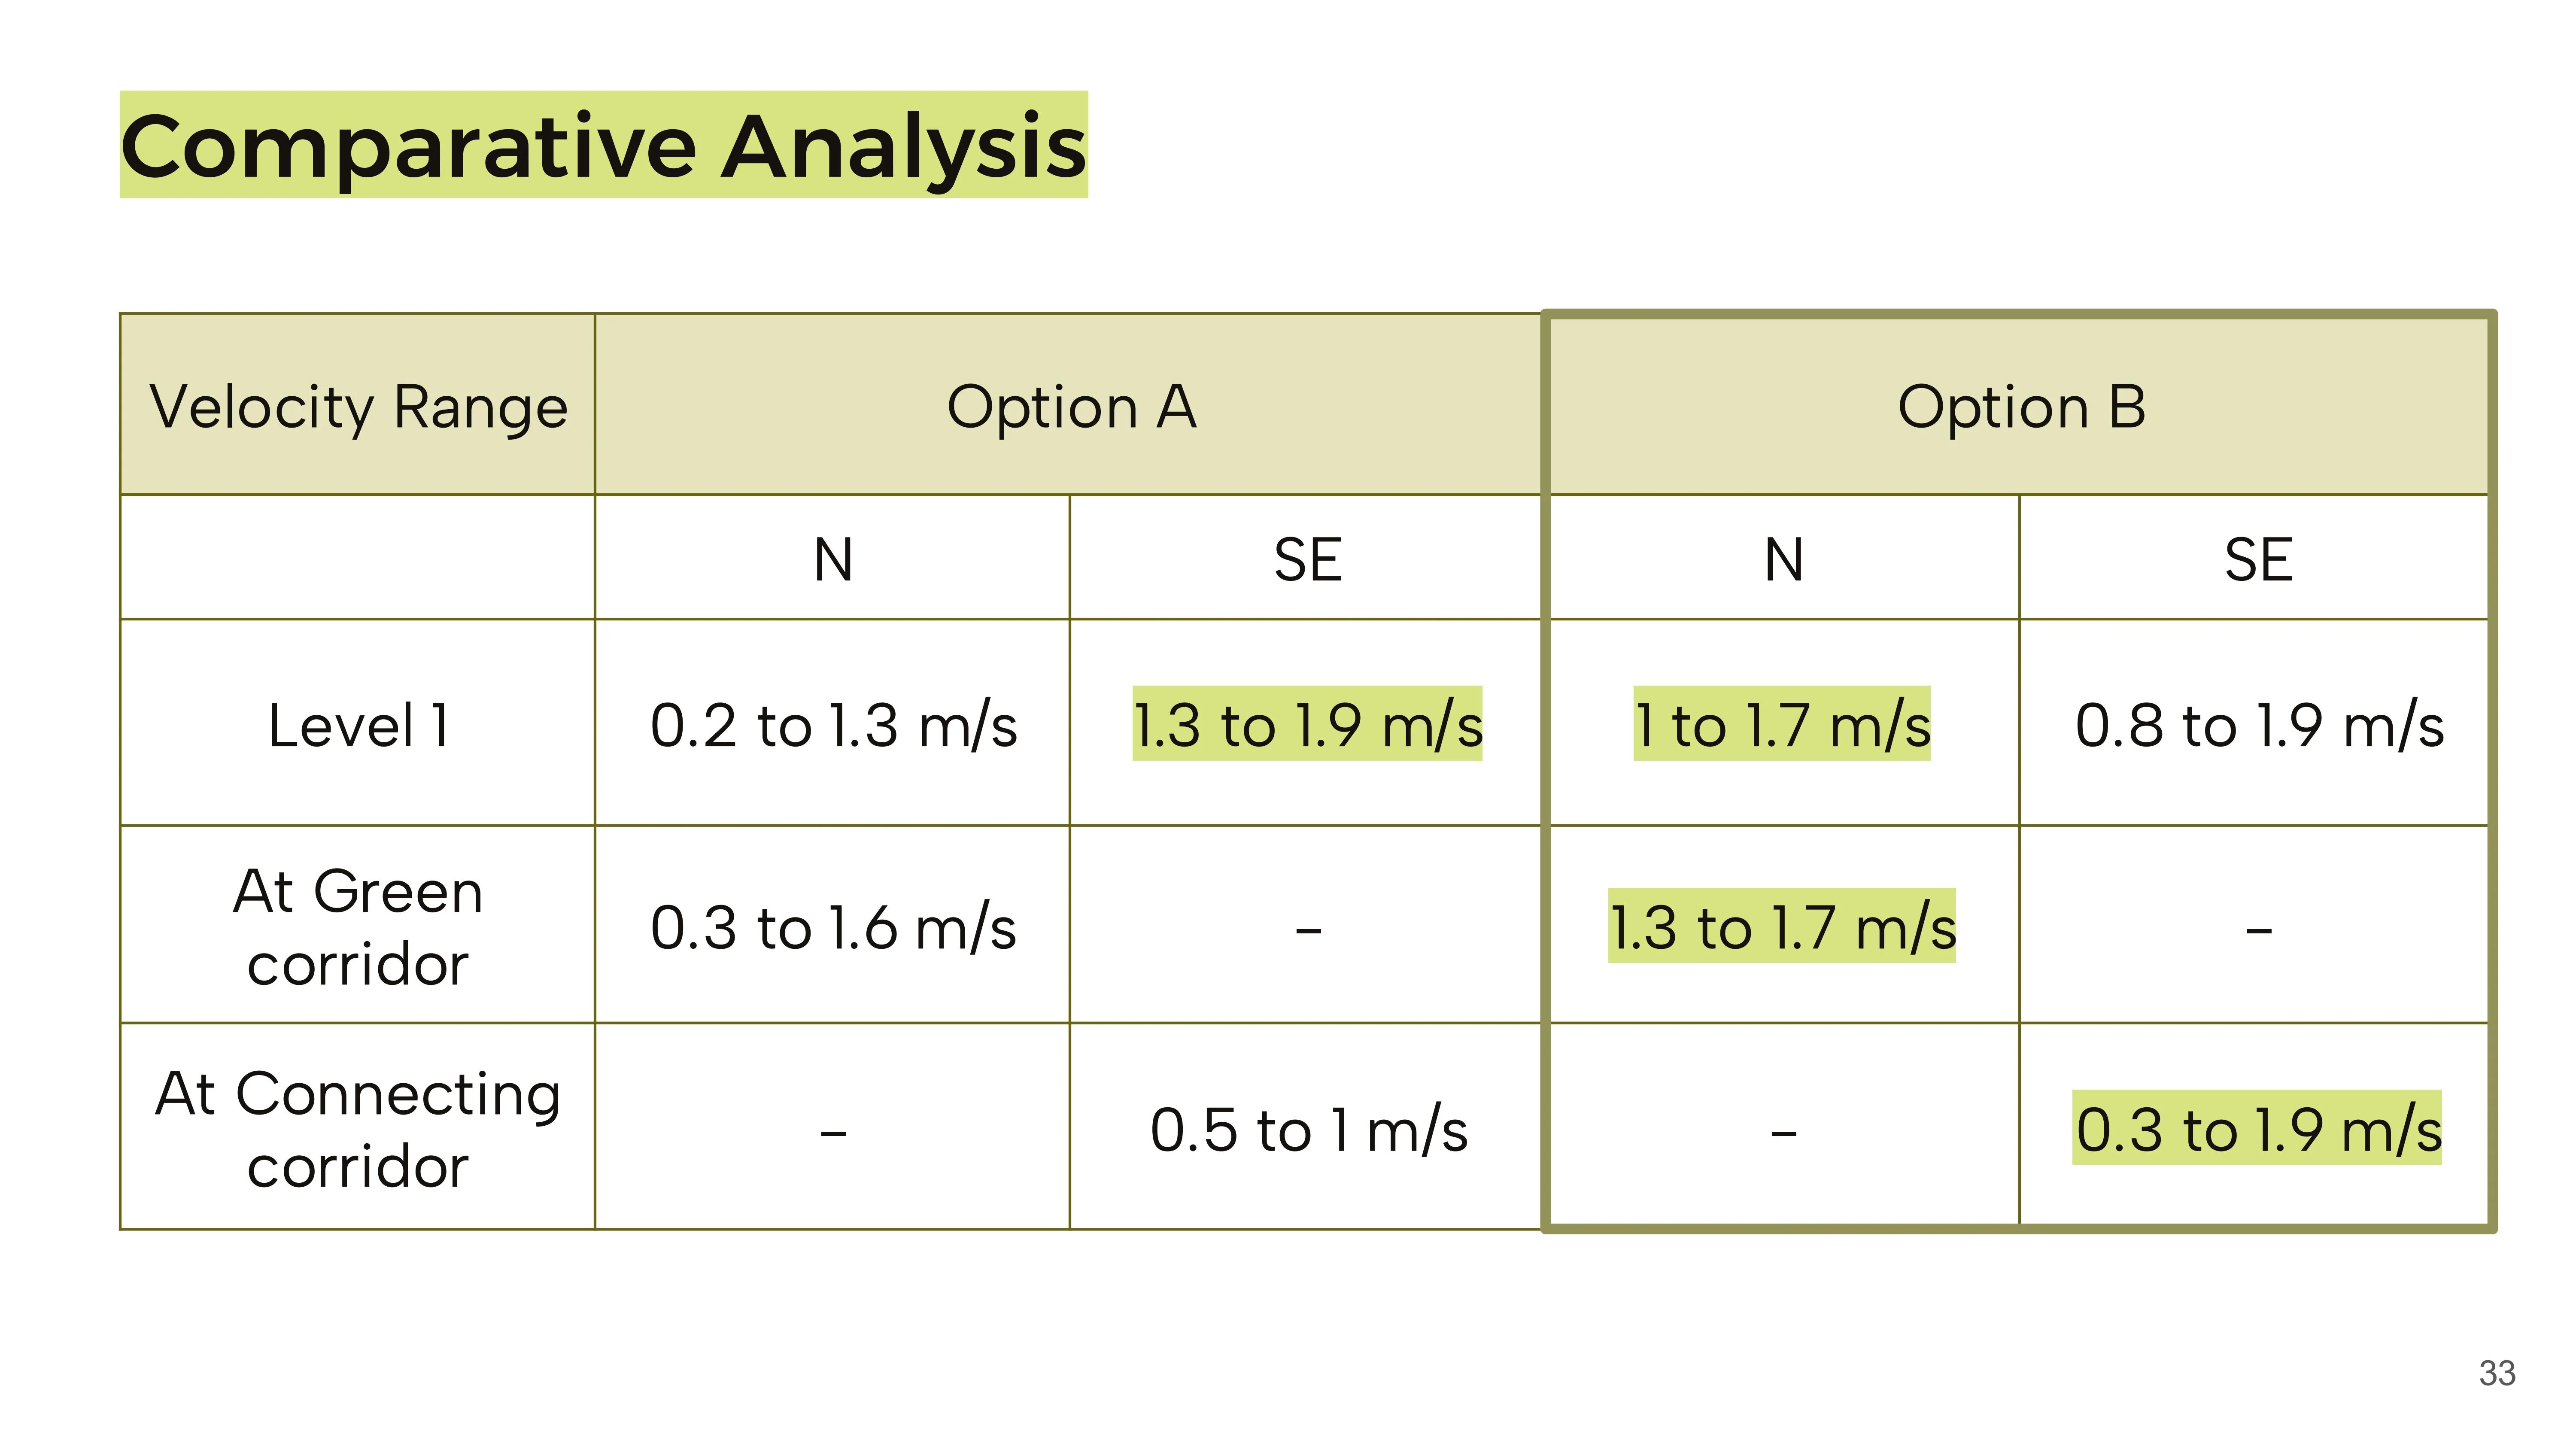 Comparative Analysis
Velocity Range Option A Option B
N SE N SE
Level 1 0.2 to 1.3 m/s 1.3 to 1.9 m/s 1 to 1.7 m/s 0.8 to 1.9 m/s
At Green
corridor
0.3 to 1.6 m/s - 1.3 to 1.7 m/s -
At Connecting
corridor
- 0.5 to 1 m/s - 0.3 to 1.9 m/s
33